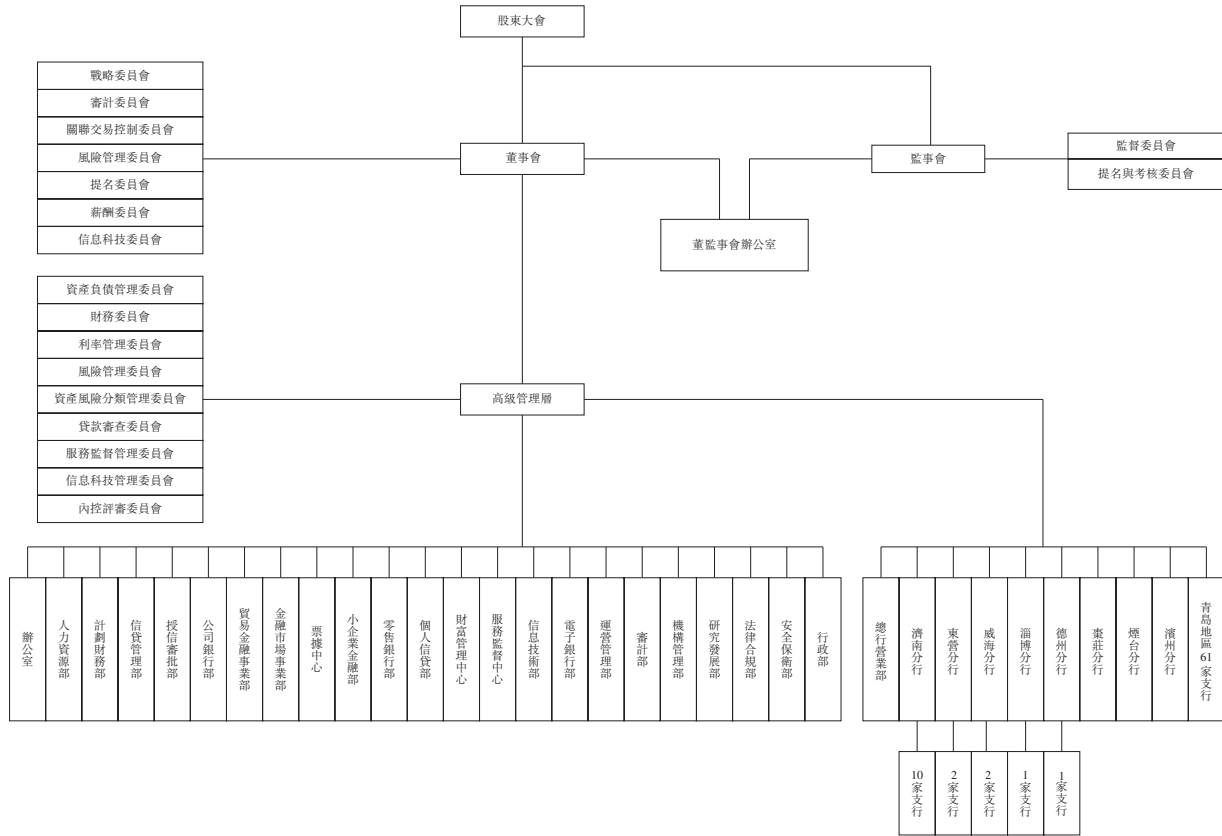 股東大會
戰略委員會
審計委員會
關聯交易控制委員會
風險管理委員會
提名委員會
薪酬委員會
信息科技委員會
董事會
監事會
監督委員會
提名與考核委員會
董監事會辦公室
資產負債管理委員會
財務委員會
利率管理委員會
風險管理委員會
資產風險分類管理委員會
貸款審查委員會
服務監督管理委員會
信息科技管理委員會
內控評審委員會
高級管理層
辦公室
人力資源部
計劃財務部
信貸管理部
授信審批部
公司銀行部
貿易金融事業部
金融市場事業部
票據中心
小企業金融部
零售銀行部
個人信貸部
財富管理中心
服務監督中心
信息技術部
電子銀行部
運營管理部
審計部
機構管理部
研究發展部
法律合規部
安全保衛部
行政部
總行營業部
濟南分行
東營分行
威海分行
淄博分行
德州分行
棗莊分行
煙台分行
濱州分行
青島地區61家支行
10家支行
2家支行
2家支行
1家支行
1家支行